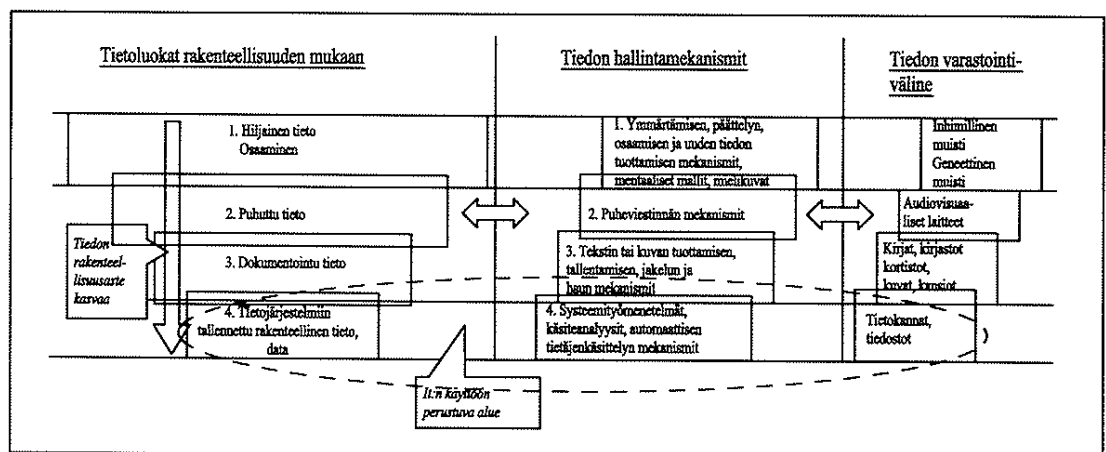 Tietoluokat rakenteellisuuden mukaan
Tiedon hallintamekanismit
Tiedon varastointi-
väline
1. Hiljainen tieto
Osaaminen
1. Ymmärtämisen, päättelyn,
osaamisen ja uuden tiedon
tuottamisen mekanismit,
mentaaliset mallit, mielikuvat
Inhimillinen
muisti
Geneettinen
muisti
2. Puhuttu tieto
2. Puheviestinnän mekanismit
Audiovisuaa-
liset laitteet
Tiedon
rakenteel-
lisuusaste
kasvaa
3. Dokumentointu tieto
3. Tekstin tai kuvan tuottamisen,
tallentamisen, jakelun ja
haun mekanismit
Kirjat, kirjastot
kortistot,
kuvat, kansiot
4. Tietojärjestelmiin
tallennettu rakenteellinen tieto,
data
4. Systeemityömenetelmät,
käsiteanalyysit, automaattisen
tietäjenkäsittelyn mekanismit
Tietokannat,
tiedostot
It:n käyttöön
perustuva alue